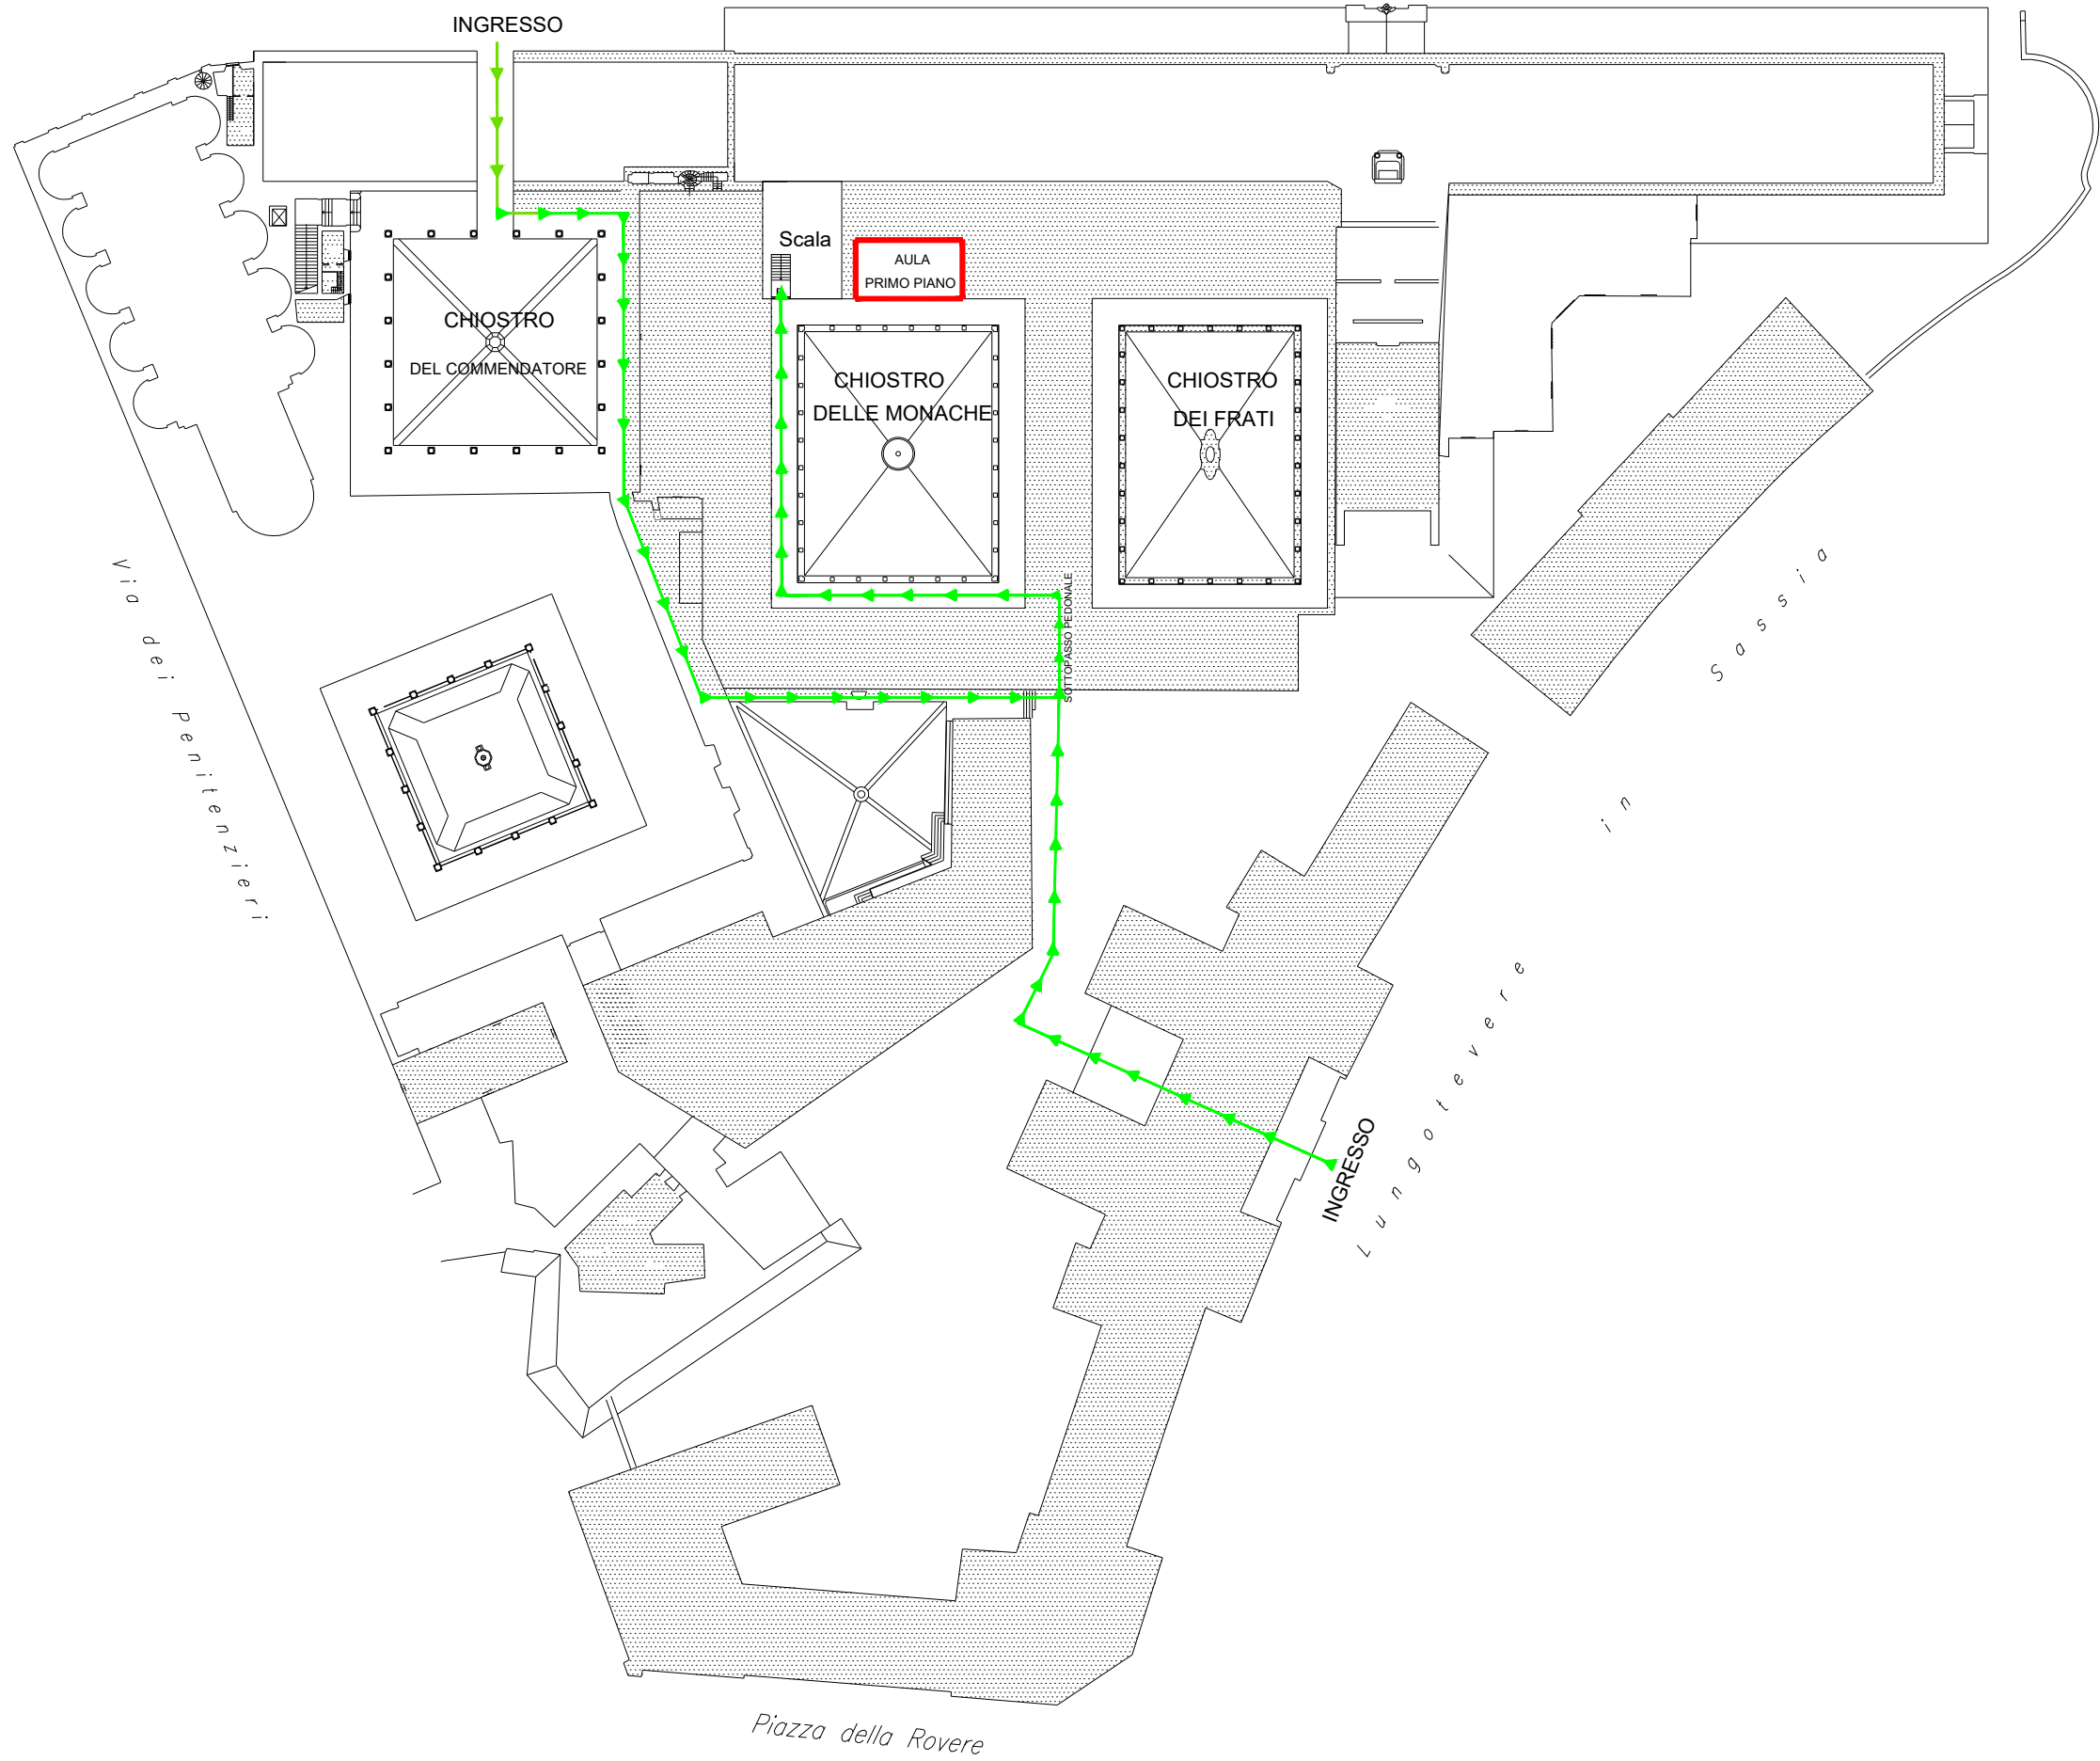 INGRESSO
Scala
AULA
PRIMO PIANO
CHIOSTRO
DEL COMMENDATORE
CHIOSTRO
DELLE MONACHE
CHIOSTRO
DEI FRATI
SOTTOPASSO PEDONALE
Via dei Penitenzieri
Lungotevere in Sassia
INGRESSO
Piazza della Rovere